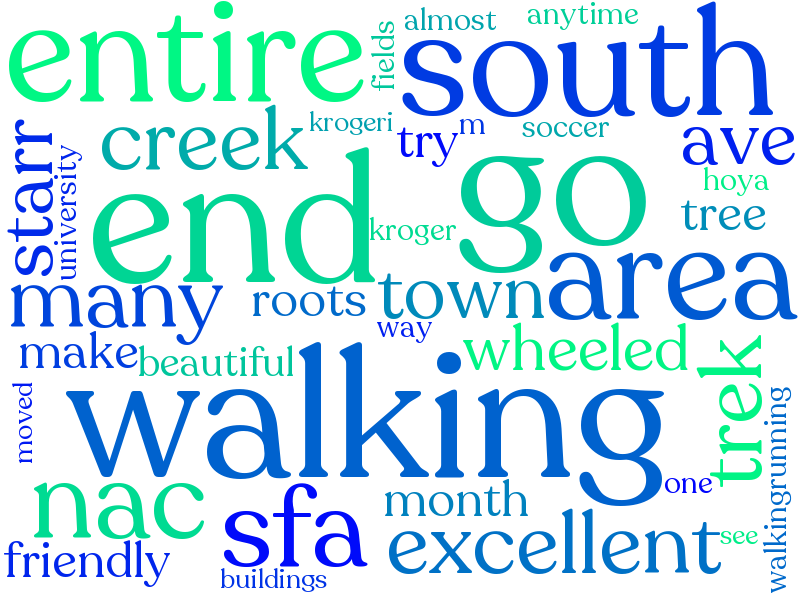 entire
fields
almost
anytime
south
creek
krogeri
try
m
soccer
ave
starr
university
end
kroger
go
hoya
tree
many
roots
town
area
way
make
beautiful
wheeled
trek
moved
walking
walkingrunning
nac
sfa
month
one
excellent
see
friendly
buildings